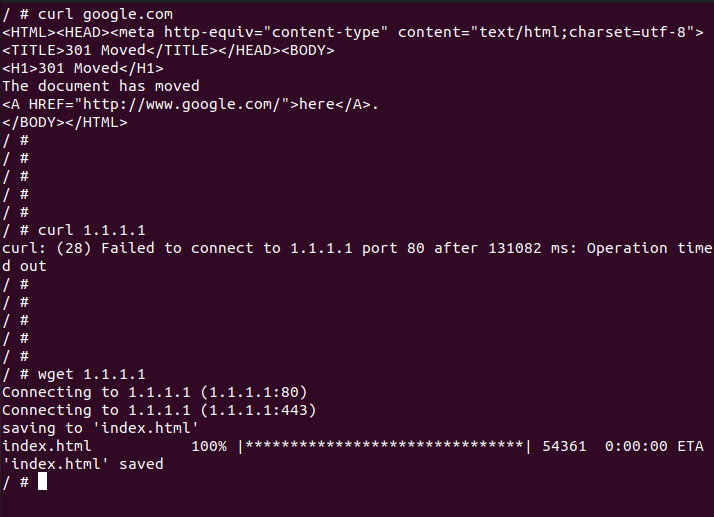 / # curl google.com
<HTML><HEAD><meta http-equiv="content-type" content="text/html;charset=utf-8">
<TITLE>301 Moved</TITLE></HEAD><BODY>
<H1>301 Moved</H1>
The document has moved
<A HREF="http://www.google.com/">here</A>.
</BODY></HTML>
/ #
/ #
/ #
/ #
/ #
/ # curl 1.1.1.1
curl: (28) Failed to connect to 1.1.1.1 port 80 after 131082 ms: Operation time
d out
/ #
/ #
/ #
/ #
/ #
/ # wget 1.1.1.1
Connecting to 1.1.1.1 (1.1.1.1:80)
Connecting to 1.1.1.1 (1.1.1.1:443)
saving to 'index.html'
index.html           100% |*******************************| 54361  0:00:00 ETA
'index.html' saved
/ #